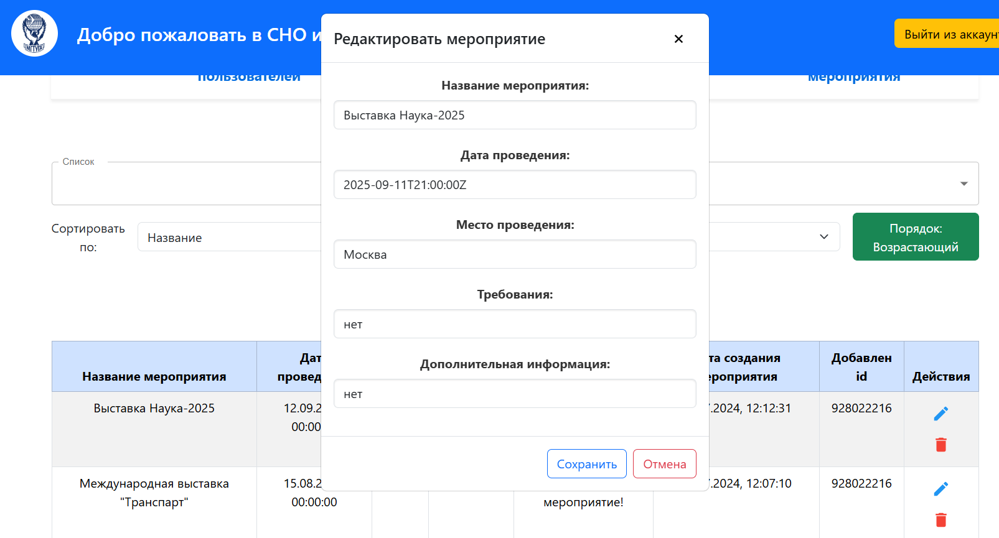 МГТУГА
Добро пожаловать в СНО и
Выйти из аккаун
пользователей
мероприятия
Редактировать мероприятие
Название мероприятия:
Выставка Наука-2025
Дата проведения:
2025-09-11T21:00:00Z
Место проведения:
Москва
Требования:
нет
Дополнительная информация:
нет
Сохранить
Отмена
Список
Сортировать
по:
Название
Порядок:
Возрастающий
Название мероприятия
Дат
провед
та создания
ероприятия
Добавлен
id
Действия
Выставка Наука-2025
12.09.2
00:00
.2024, 12:12:31
928022216
Международная выставка
"Транспарт"
15.08.2
00:00:00
мероприятие!
.2024, 12:07:10
928022216